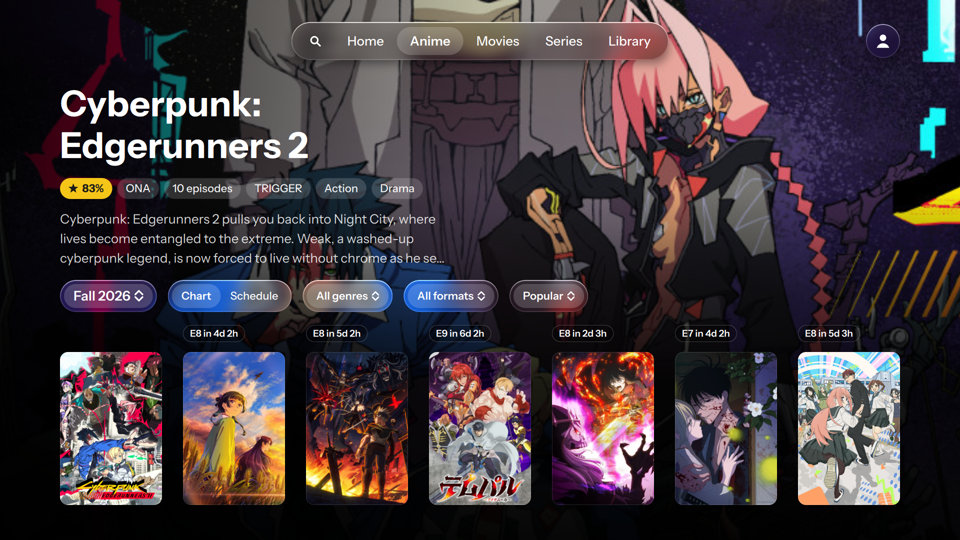 Home
Anime
Movies
Series
Library
Cyberpunk:
Edgerunners 2
★ 83%
ONA
10 episodes
TRIGGER
Action
Drama
Cyberpunk: Edgerunners 2 pulls you back into Night City, where
lives become entangled to the extreme. Weak, a washed-up
cyberpunk legend, is now forced to live without chrome as he se...
Fall 2026
Chart
Schedule
All genres
All formats
Popular
E8 in 4d 2h
E8 in 5d 2h
E9 in 6d 2h
E8 in 2d 3h
E7 in 4d 2h
E8 in 5d 3h